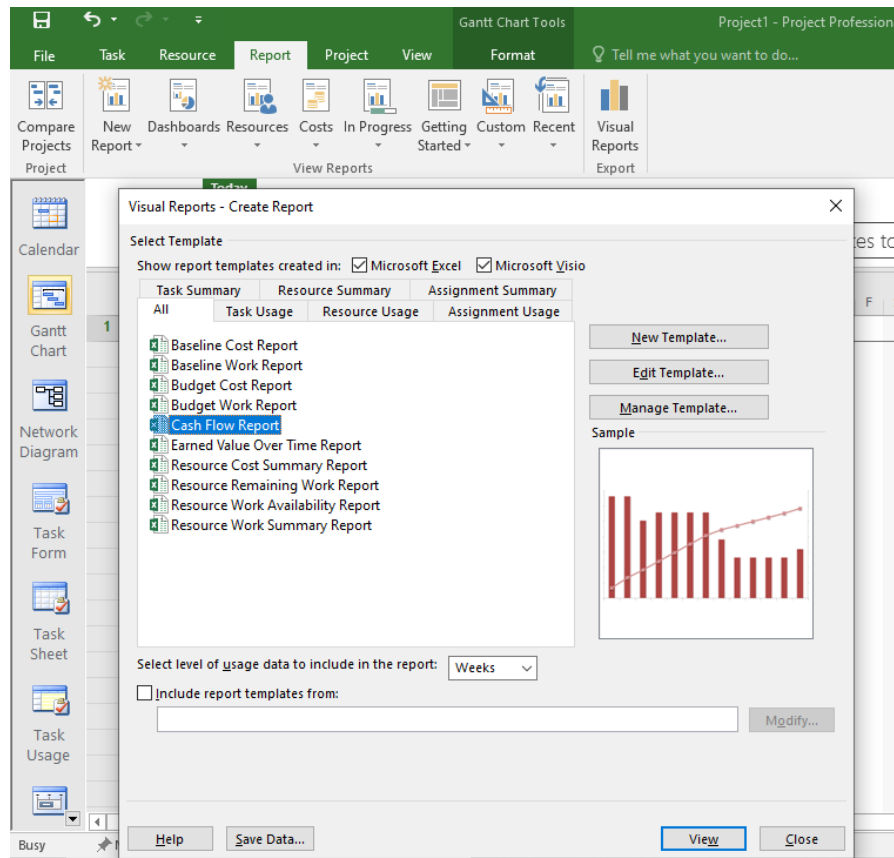 Gantt Chart Tools
Project1 - Project Profession
File Task Resource Report Project View Format Tell me what you want to do...
Compare Projects
New Report
Dashboards
Resources
Costs
In Progress
Getting Started
Custom
Recent
Visual Reports
Project
View Reports
Export
Today
Calendar
Gantt Chart
Network Diagram
Task Form
Task Sheet
Task Usage
1
F
Visual Reports - Create Report
Select Template
Show report templates created in: Microsoft Excel Microsoft Visio
Task Summary Resource Summary Assignment Summary
All Task Usage Resource Usage Assignment Usage
Baseline Cost Report
Baseline Work Report
Budget Cost Report
Budget Work Report
Cash Flow Report
Earned Value Over Time Report
Resource Cost Summary Report
Resource Remaining Work Report
Resource Work Availability Report
Resource Work Summary Report
New Template...
Edit Template...
Manage Template...
Sample
Select level of usage data to include in the report: Weeks
Include report templates from:
Modify...
Help Save Data... View Close
Busy